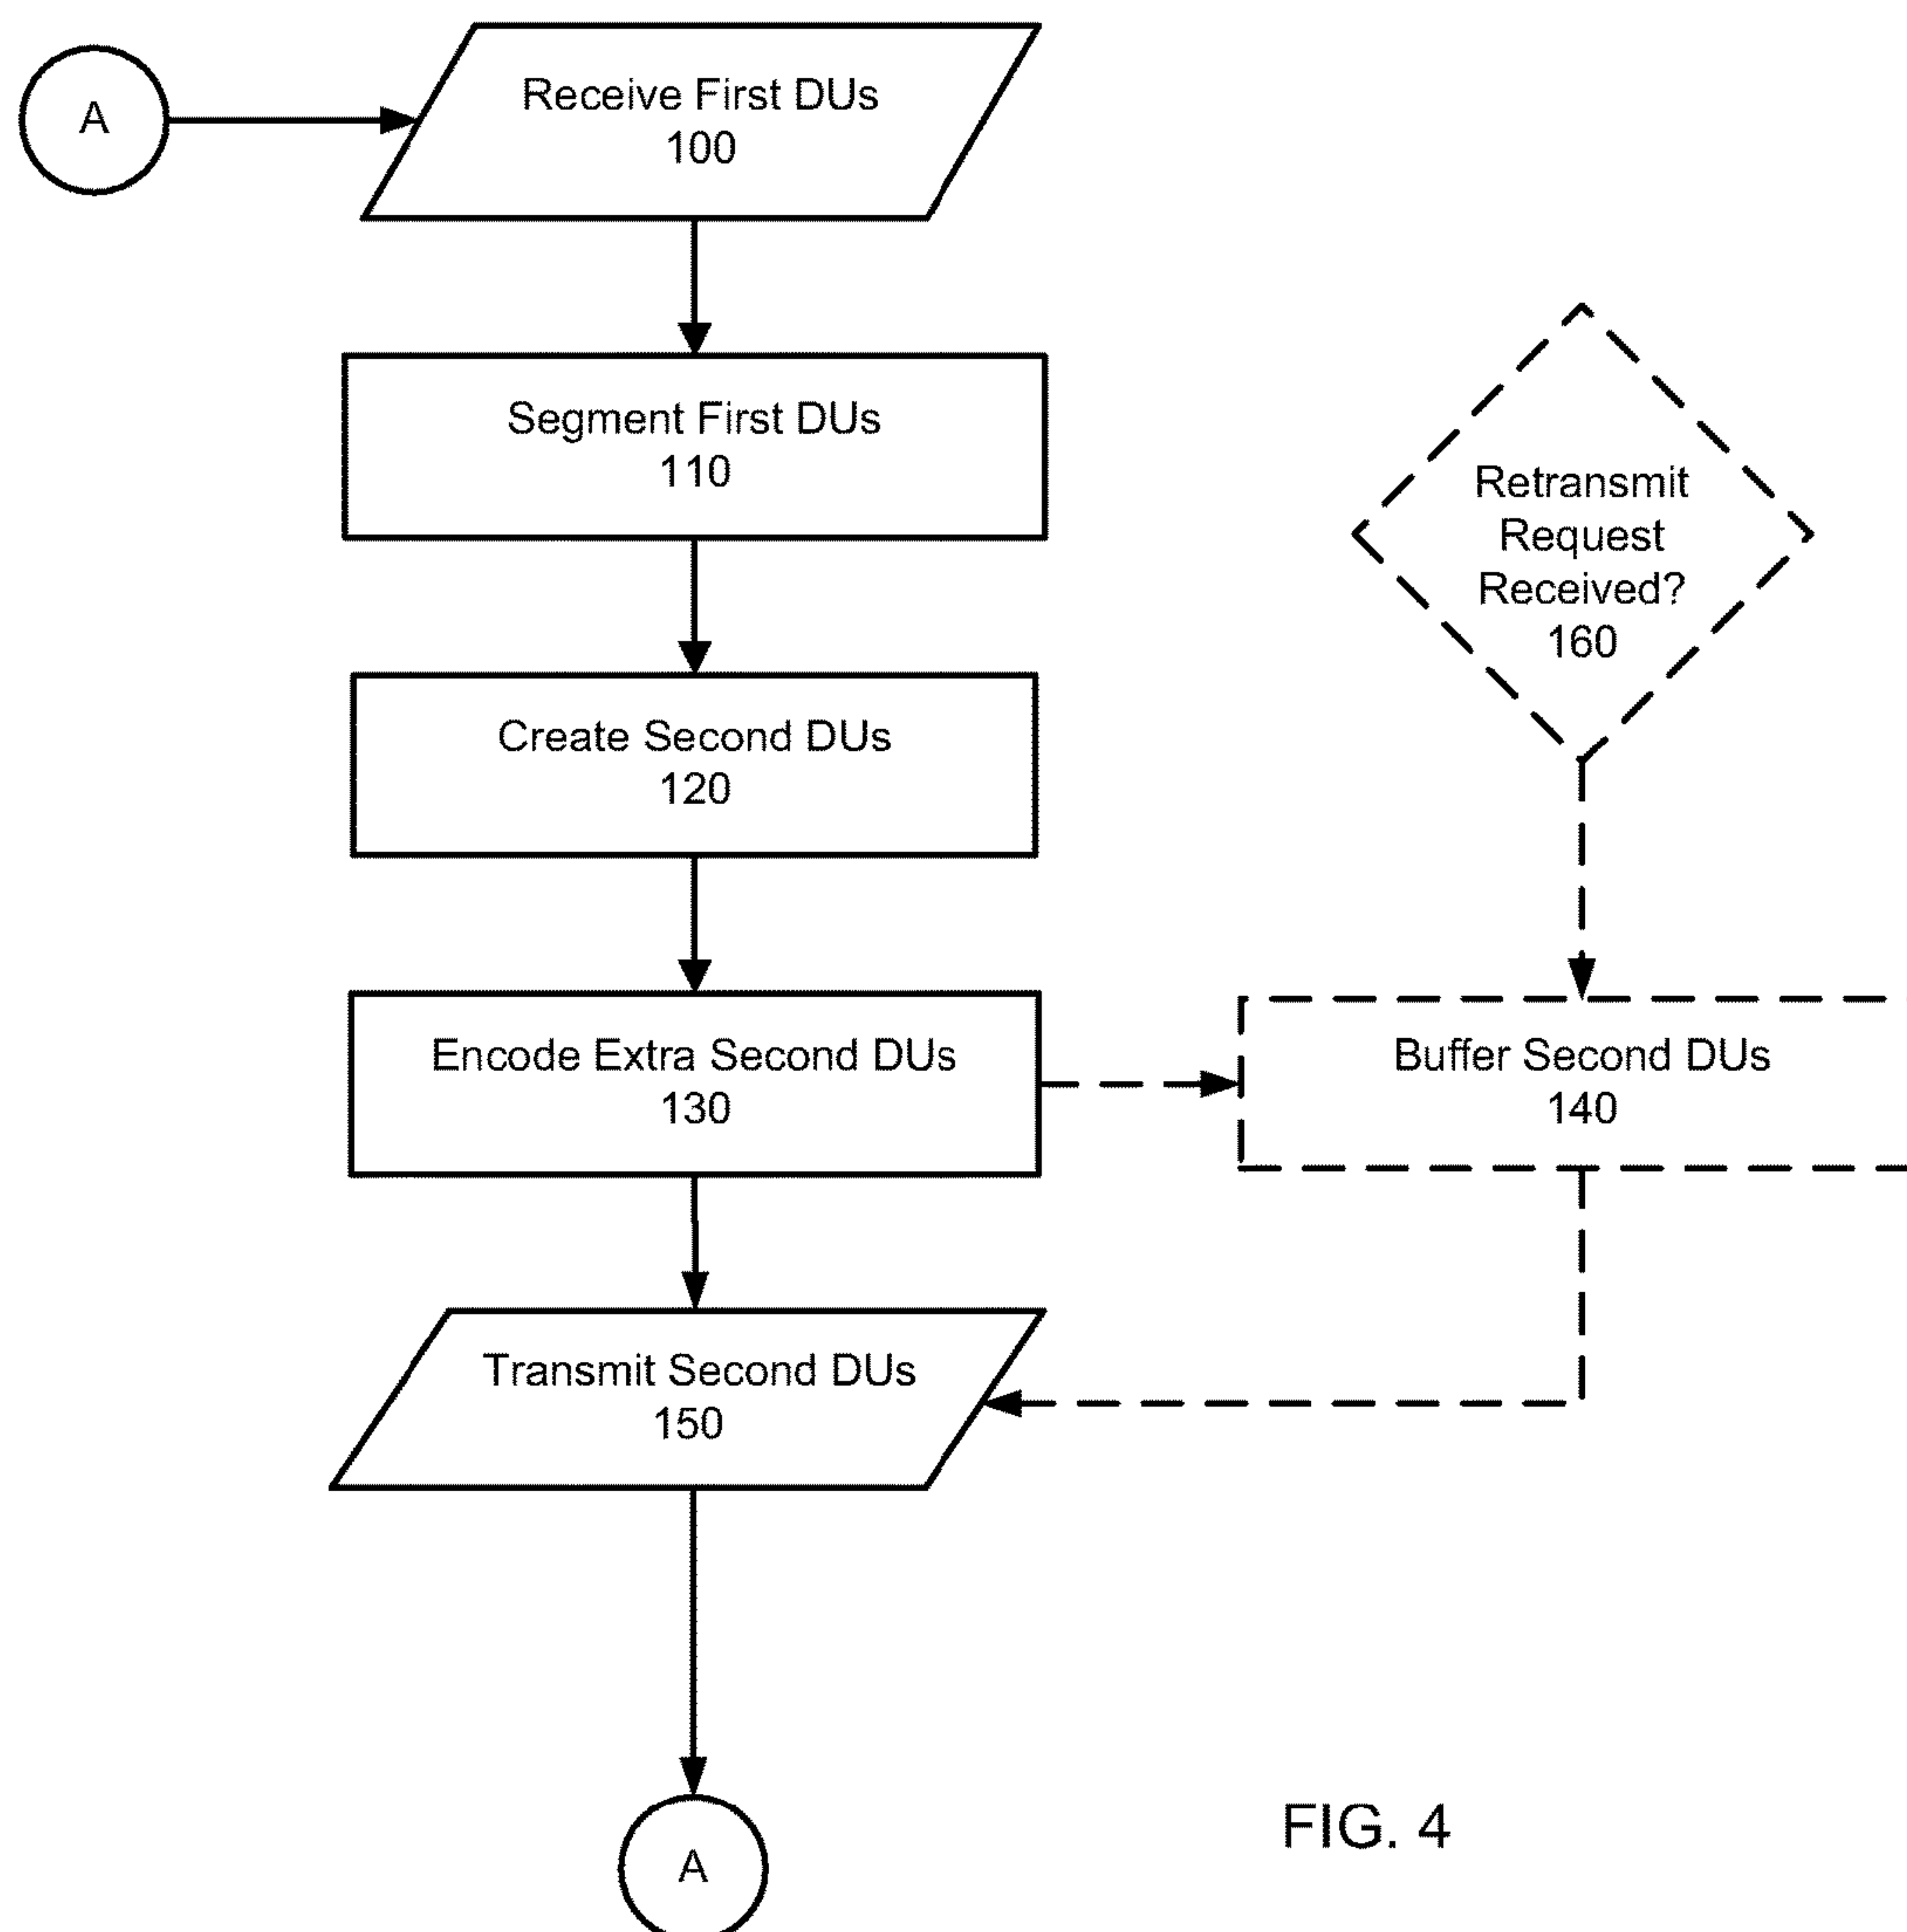 A
Receive First DUs
100
Segment First DUs
110
Retransmit
Request
Received?
160
Create Second DUs
120
Encode Extra Second DUs
130
Buffer Second DUs
140
Transmit Second DUs
150
FIG. 4
A